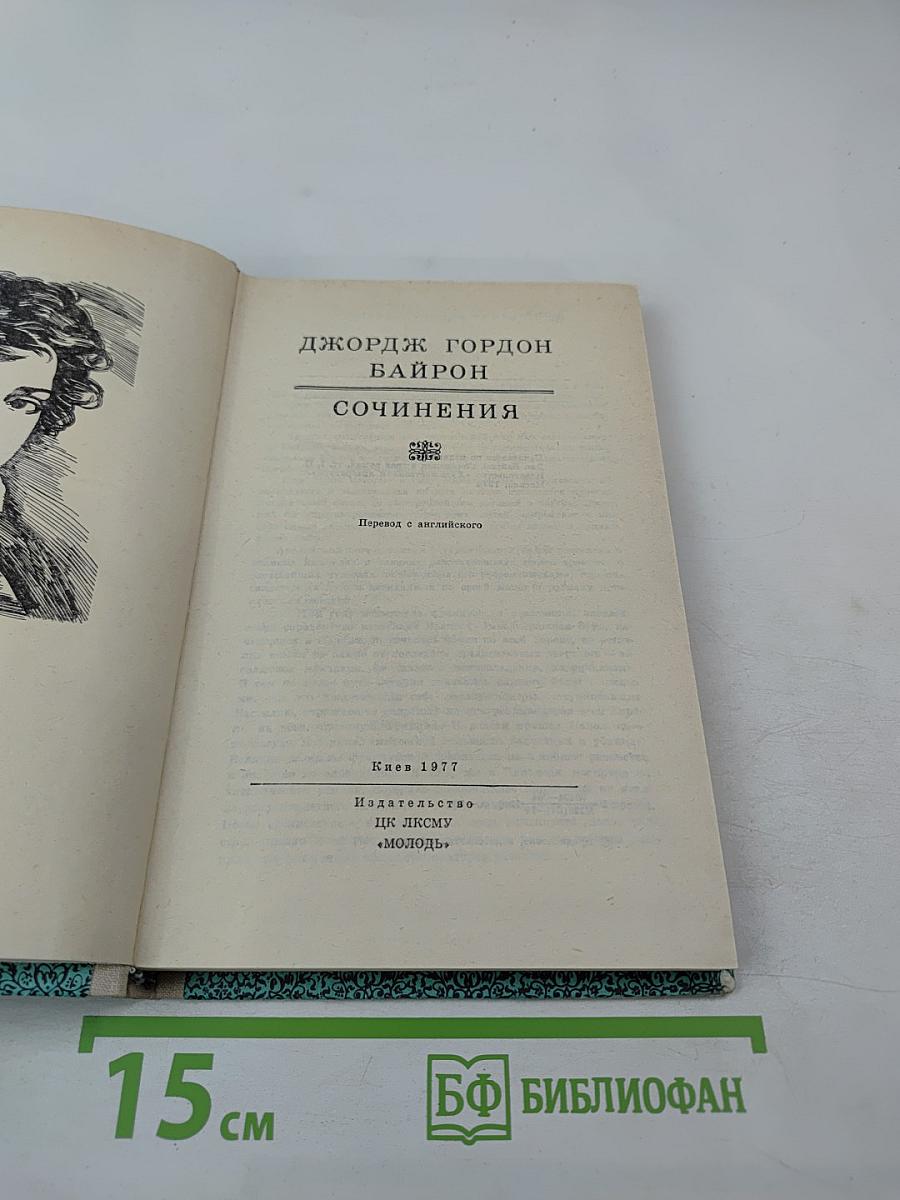 ДЖОРДЖ ГОРДОН
БАЙРОН
СОЧИНЕНИЯ
Перевод с английского
Киев 1977
Издательство
ЦК ЛКСМУ
«МОЛОДЬ»
15 см
БФ БИБЛИОФАН